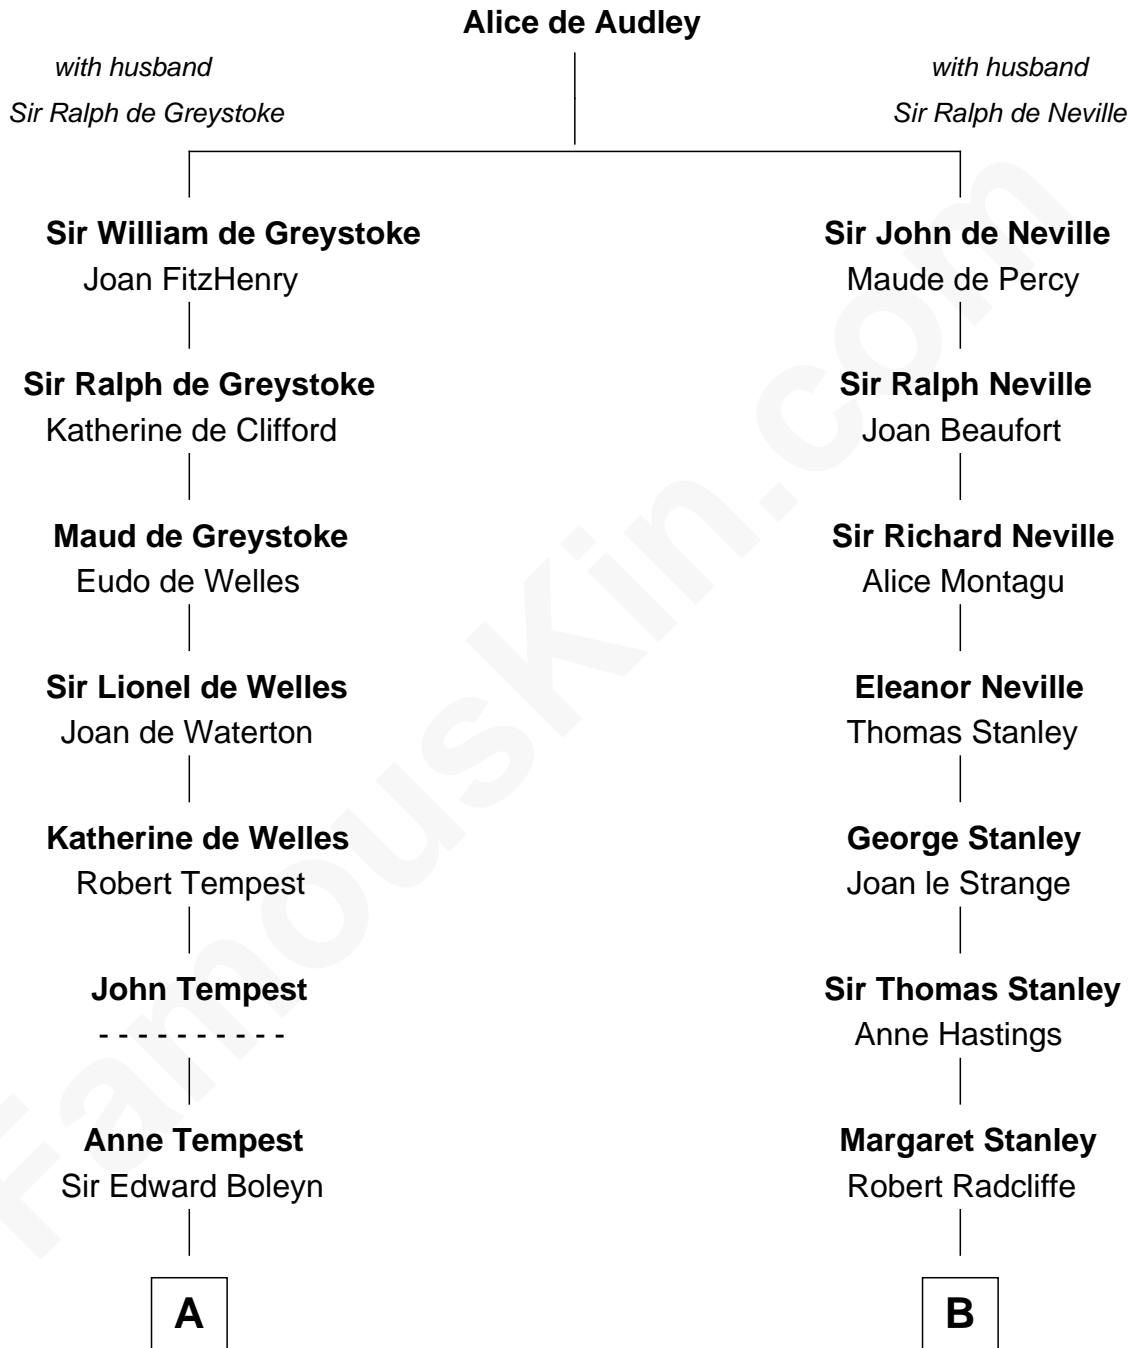 Alice de Audley
with husband
Sir Ralph de Greystoke
with husband
Sir Ralph de Neville
Sir William de Greystoke
Joan FitzHenry
Sir John de Neville
Maude de Percy
Sir Ralph de Greystoke
Katherine de Clifford
Sir Ralph Neville
Joan Beaufort
Maud de Greystoke
Eudo de Welles
Sir Richard Neville
Alice Montagu
Sir Lionel de Welles
Joan de Waterton
Eleanor Neville
Thomas Stanley
Katherine de Welles
Robert Tempest
George Stanley
Joan le Strange
John Tempest
- - - - - - - - - -
Sir Thomas Stanley
Anne Hastings
Anne Tempest
Sir Edward Boleyn
Margaret Stanley
Robert Radcliffe
A
B
FamousKin.com